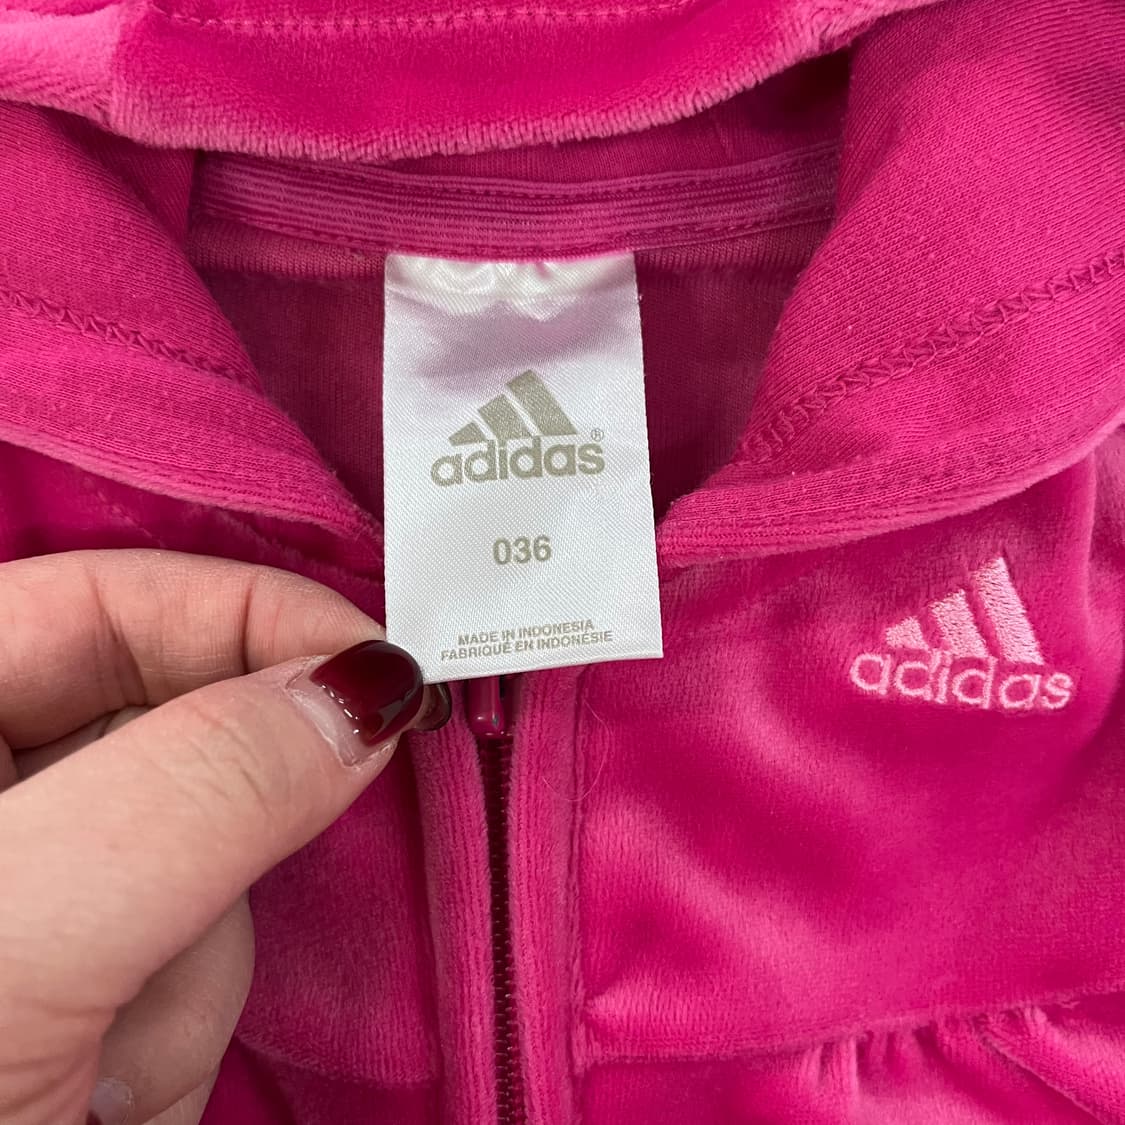 adidas®
036
MADE IN INDONESIA
FABRIQUÉ EN INDONÉSIE
adidas